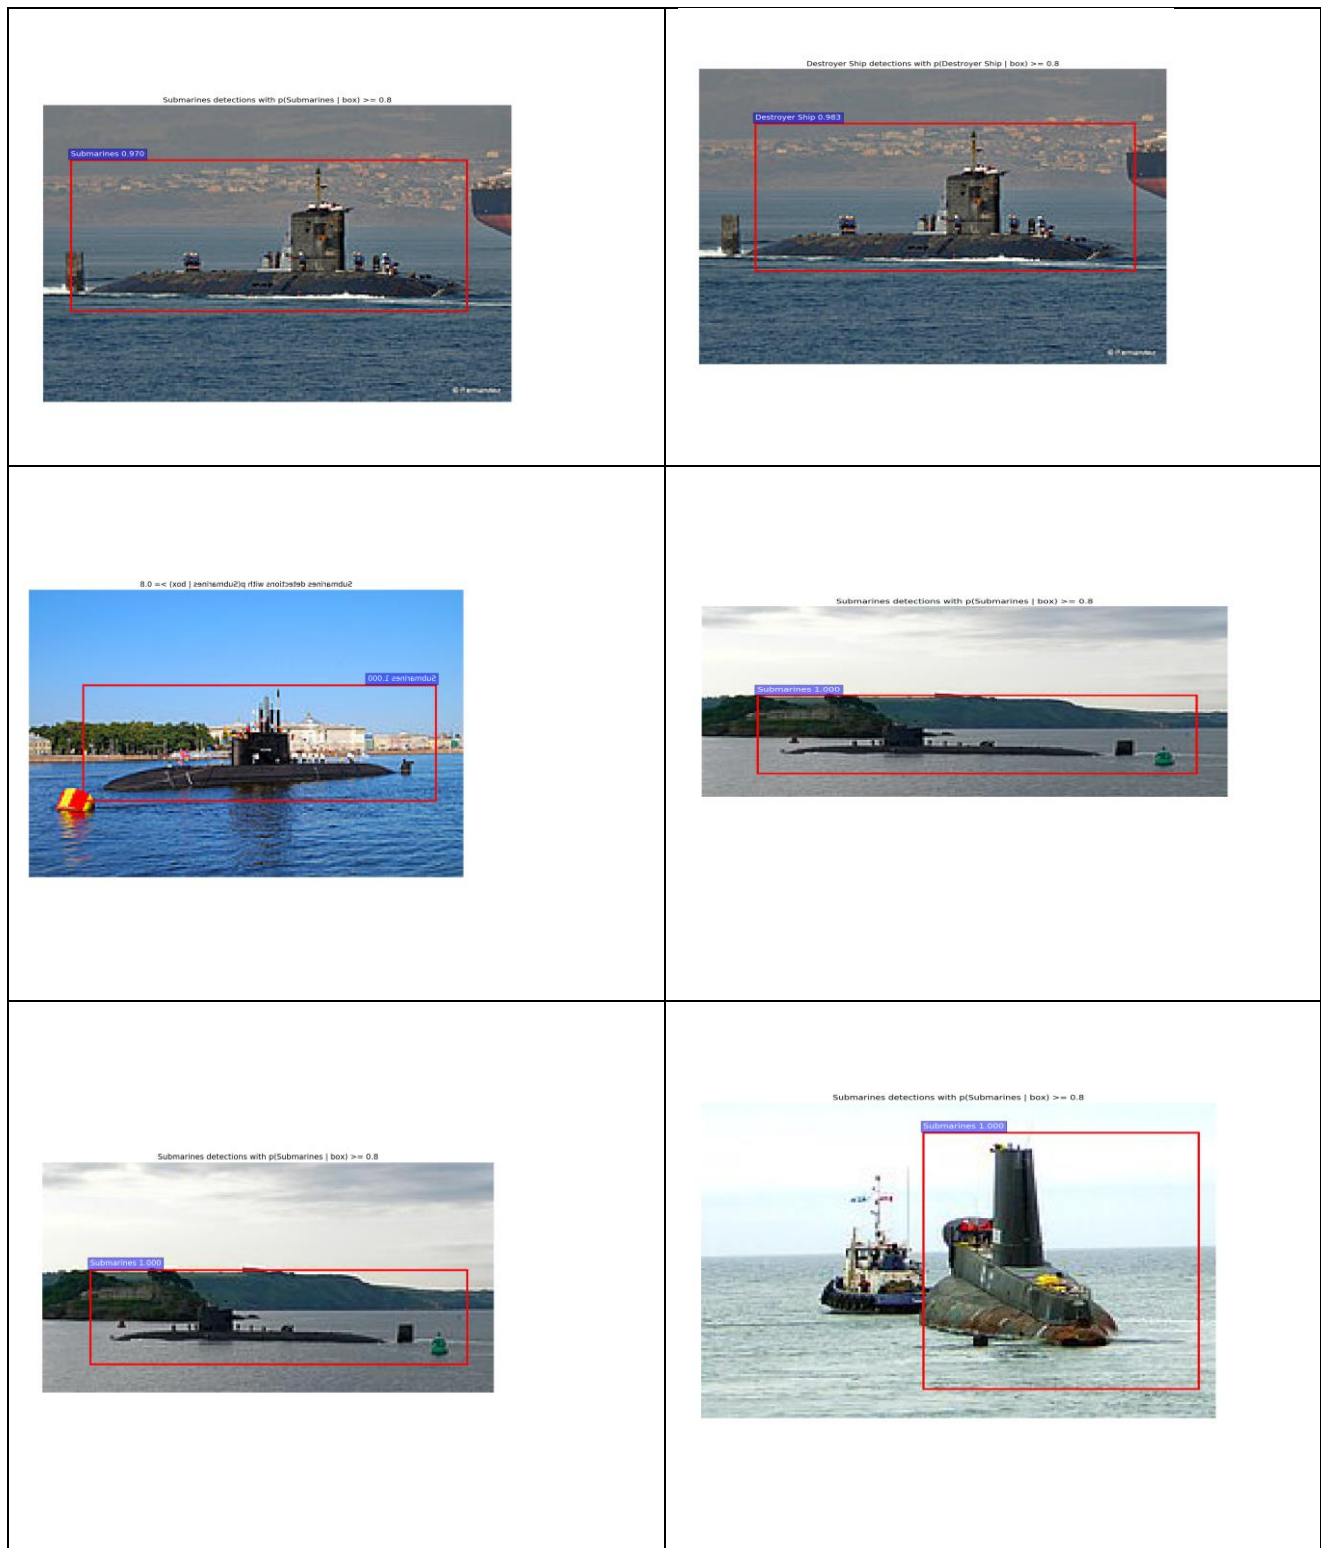 Submarines detections with p(Submarines | box) >= 0.8
Submarines 0.970
Destroyer Ship detections with p(Destroyer Ship | box) >= 0.8
Destroyer Ship 0.983
Submarines detections with p(Submarines | box) >= 0.8
Submarines 1.000
Submarines detections with p(Submarines | box) >= 0.8
Submarines 1.000
Submarines detections with p(Submarines | box) >= 0.8
Submarines 1.000
Submarines detections with p(Submarines | box) >= 0.8
Submarines 1.000